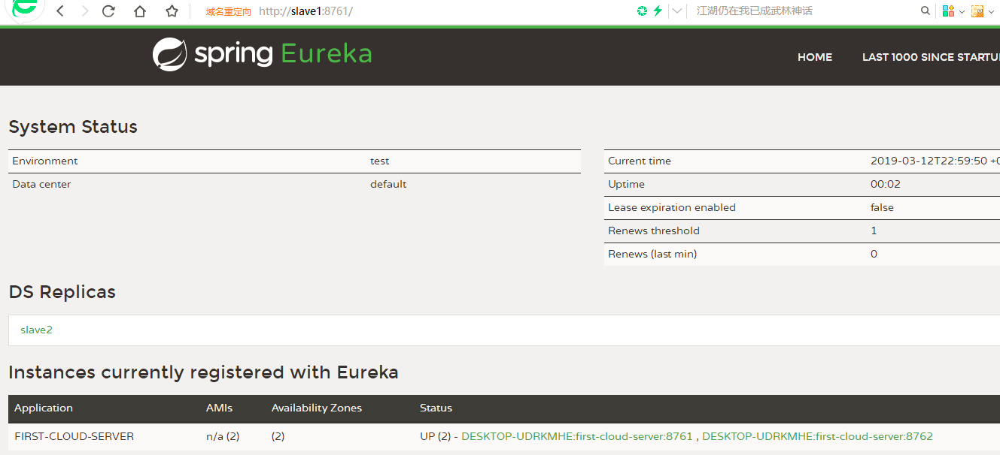 域名重定向 http://slave1:8761/ 江湖仍在我已成武林神话
spring Eureka HOME LAST 1000 SINCE STARTU
System Status
Environment test Current time 2019-03-12T22:59:50 +0
Data center default Uptime 00:02
Lease expiration enabled false
Renews threshold 1
Renews (last min) 0
DS Replicas
slave2
Instances currently registered with Eureka
Application AMIs Availability Zones Status
FIRST-CLOUD-SERVER n/a (2) (2) UP (2) - DESKTOP-UDRKMHE:first-cloud-server:8761 , DESKTOP-UDRKMHE:first-cloud-server:8762